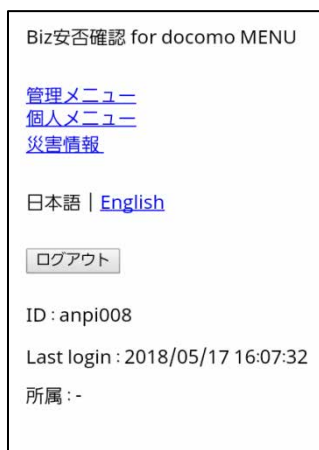 Biz安否確認 for docomo MENU
管理メニュー
個人メニュー
災害情報
日本語 | English
ログアウト
ID : anpi008
Last login : 2018/05/17 16:07:32
所属 : -